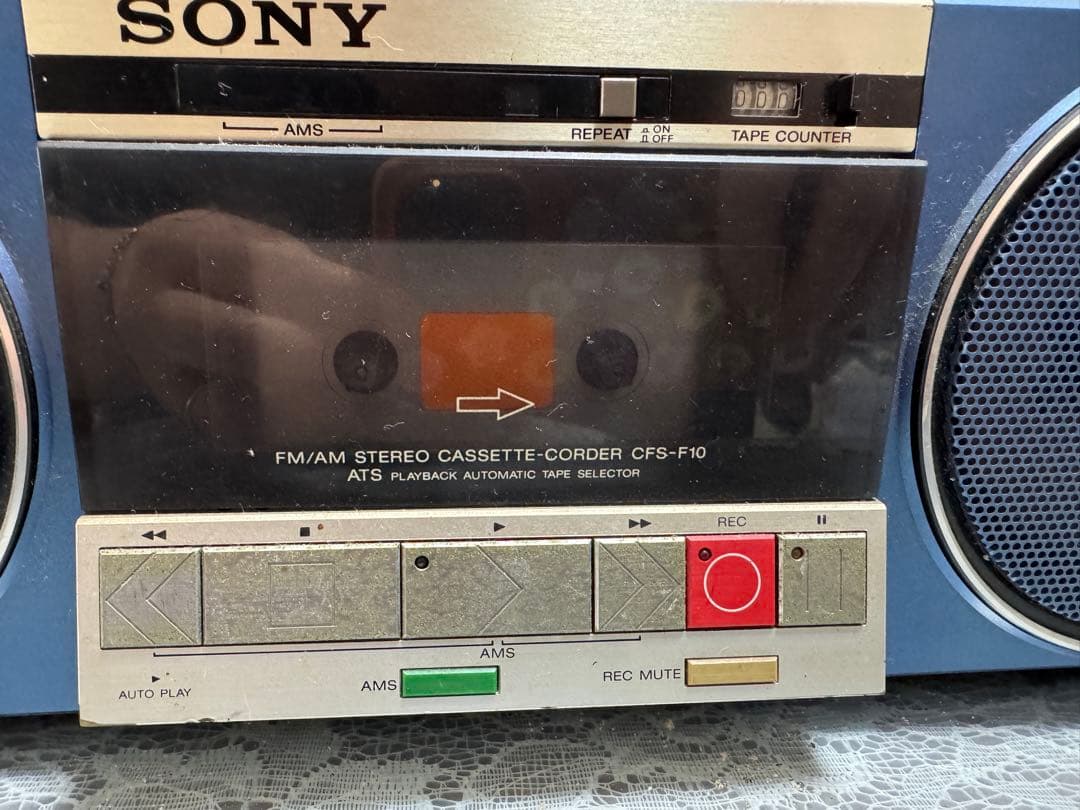 SONY
AMS
REPEAT ON
OFF
TAPE COUNTER
000
FM/AM STEREO CASSETTE-CORDER CFS-F10
ATS PLAYBACK AUTOMATIC TAPE SELECTOR
REC
AMS
AUTO PLAY
AMS
REC MUTE